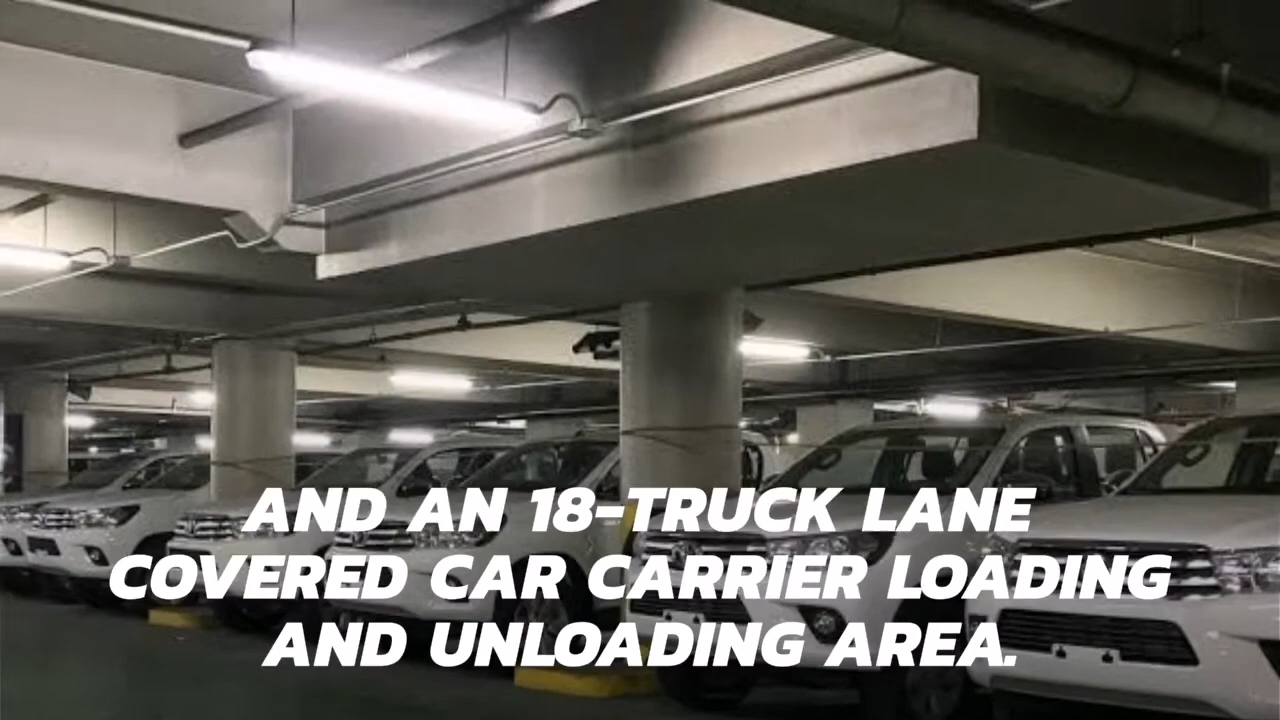 AND AN 18-TRUCK LANE
COVERED CAR CARRIER LOADING
AND UNLOADING AREA.